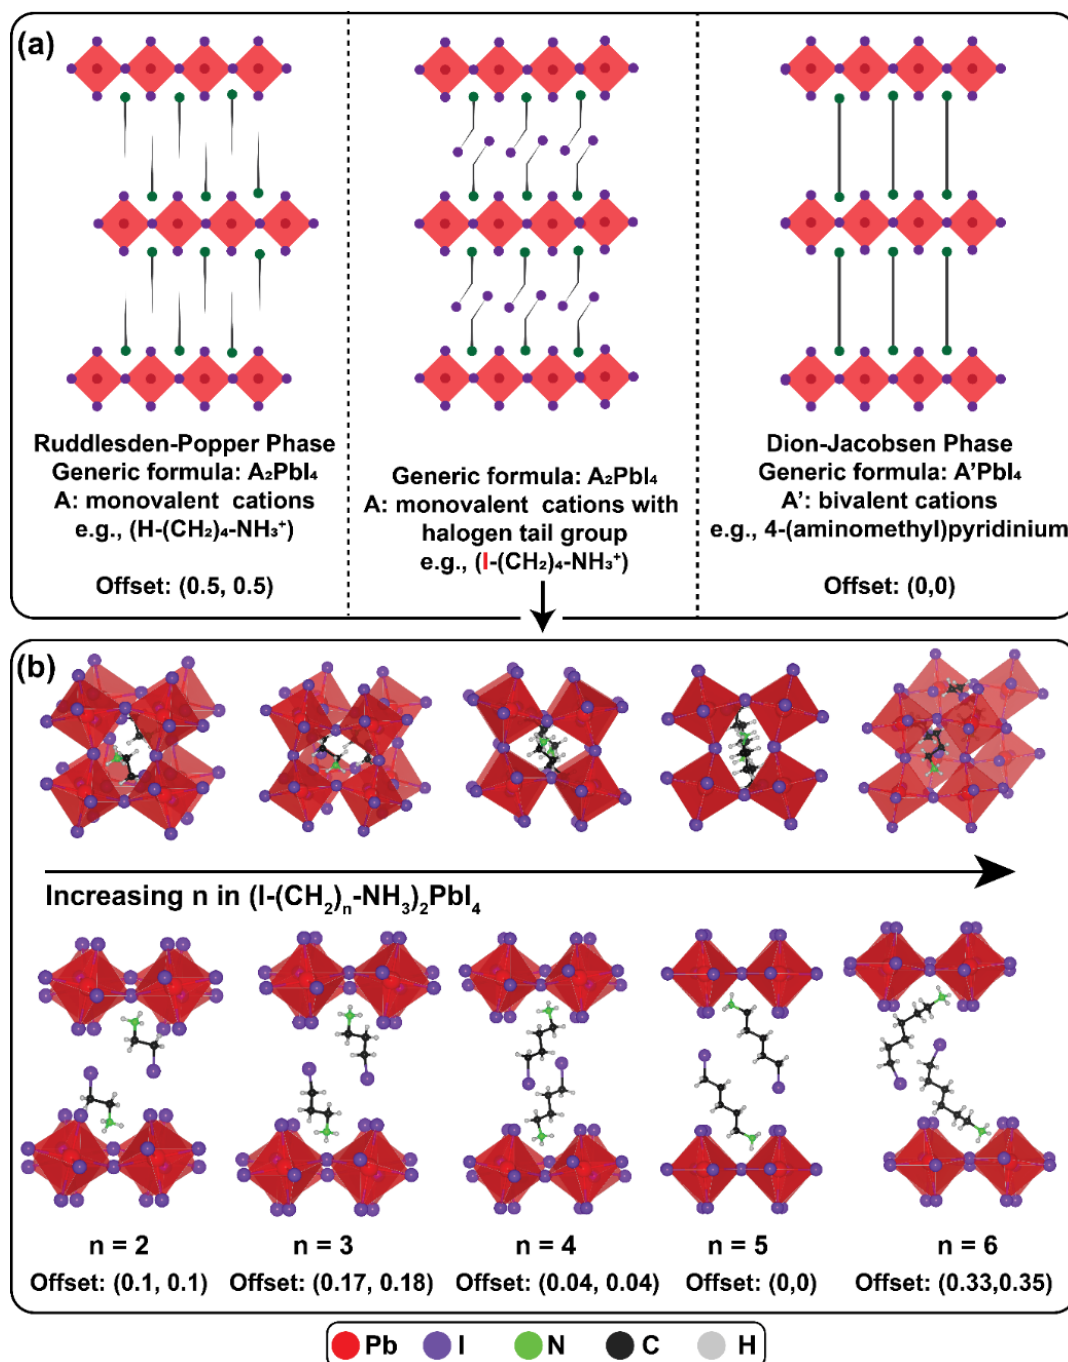 (a)
Ruddlesden-Popper Phase
Generic formula: A₂PbI₄
A: monovalent cations
e.g., (H-(CH₂)₄-NH₃⁺)
Offset: (0.5, 0.5)
Generic formula: A₂PbI₄
A: monovalent cations with
halogen tail group
e.g., (I-(CH₂)₄-NH₃⁺)
Dion-Jacobsen Phase
Generic formula: A'PbI₄
A': bivalent cations
e.g., 4-(aminomethyl)pyridinium
Offset: (0,0)
(b)
Increasing n in (I-(CH₂)ₙ-NH₃)₂PbI₄
n = 2
Offset: (0.1, 0.1)
n = 3
Offset: (0.17, 0.18)
n = 4
Offset: (0.04, 0.04)
n = 5
Offset: (0,0)
n = 6
Offset: (0.33,0.35)
Pb I N C H